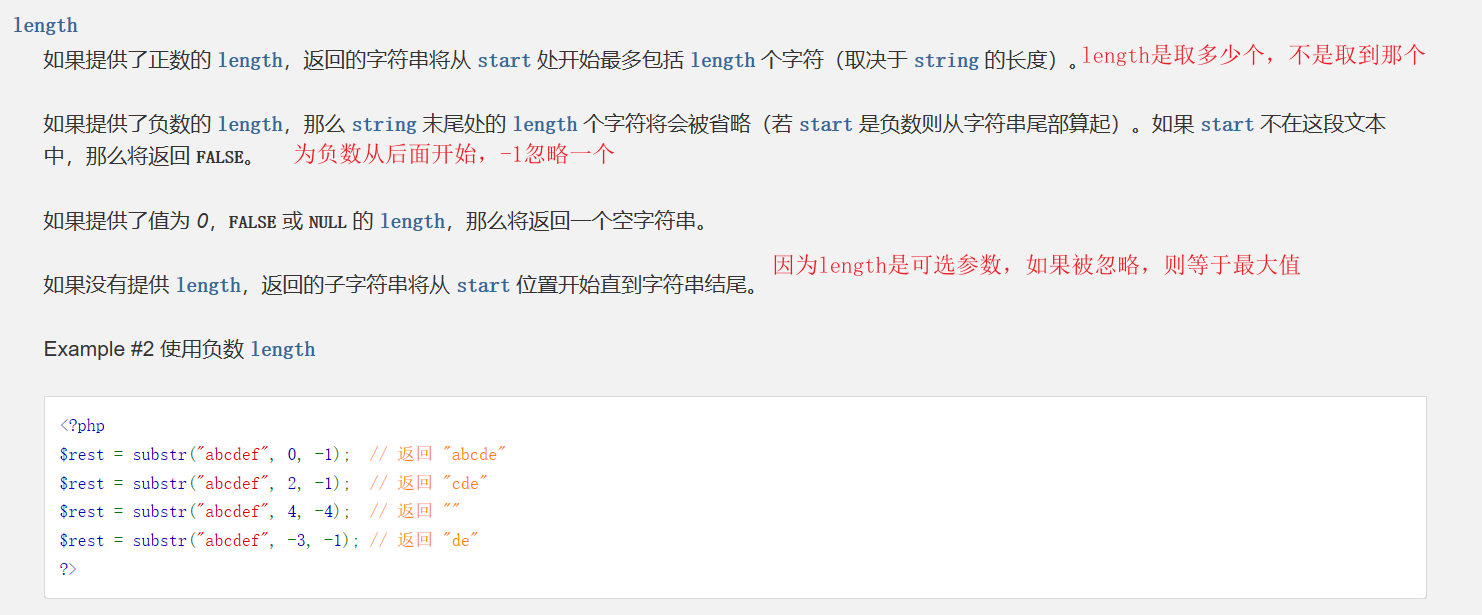 length
如果提供了正数的 length，返回的字符串将从 start 处开始最多包括 length 个字符（取决于 string 的长度）。length是取多少个，不是取到那个
如果提供了负数的 length，那么 string 末尾处的 length 个字符将会被省略（若 start 是负数则从字符串尾部算起）。如果 start 不在这段文本
中，那么将返回 FALSE。 为负数从后面开始，-1忽略一个
如果提供了值为 0，FALSE 或 NULL 的 length，那么将返回一个空字符串。
因为length是可选参数，如果被忽略，则等于最大值
如果没有提供 length，返回的子字符串将从 start 位置开始直到字符串结尾。
Example #2 使用负数 length
<?php
$rest = substr("abcdef", 0, -1);  // 返回 "abcde"
$rest = substr("abcdef", 2, -1);  // 返回 "cde"
$rest = substr("abcdef", 4, -4);  // 返回 ""
$rest = substr("abcdef", -3, -1); // 返回 "de"
?>